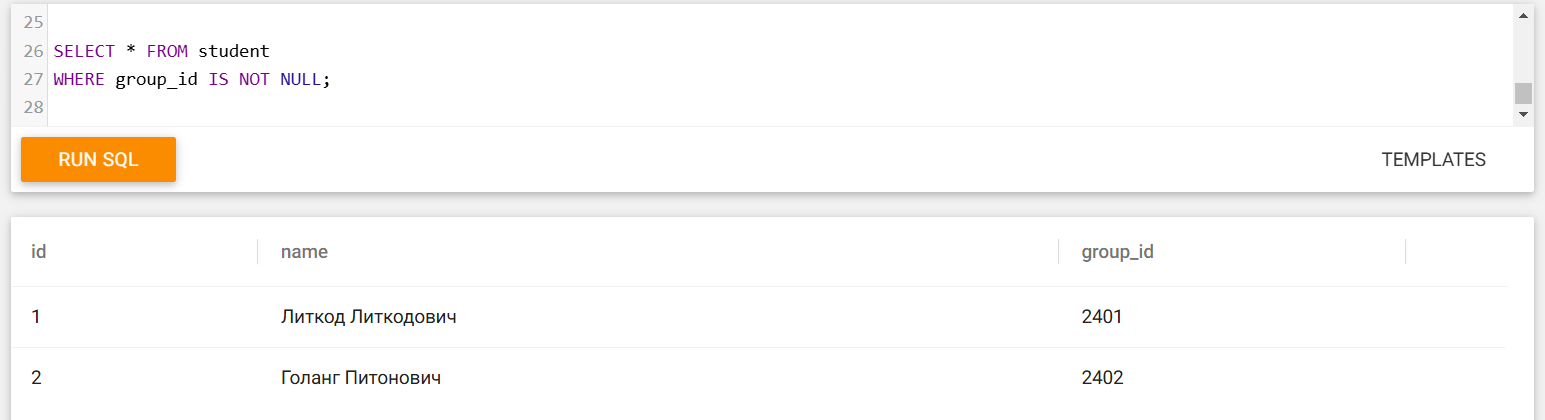 25
26 SELECT * FROM student
27 WHERE group_id IS NOT NULL;
28
RUN SQL TEMPLATES
id name group_id
1 Литкод Литкодович 2401
2 Голанг Питонович 2402